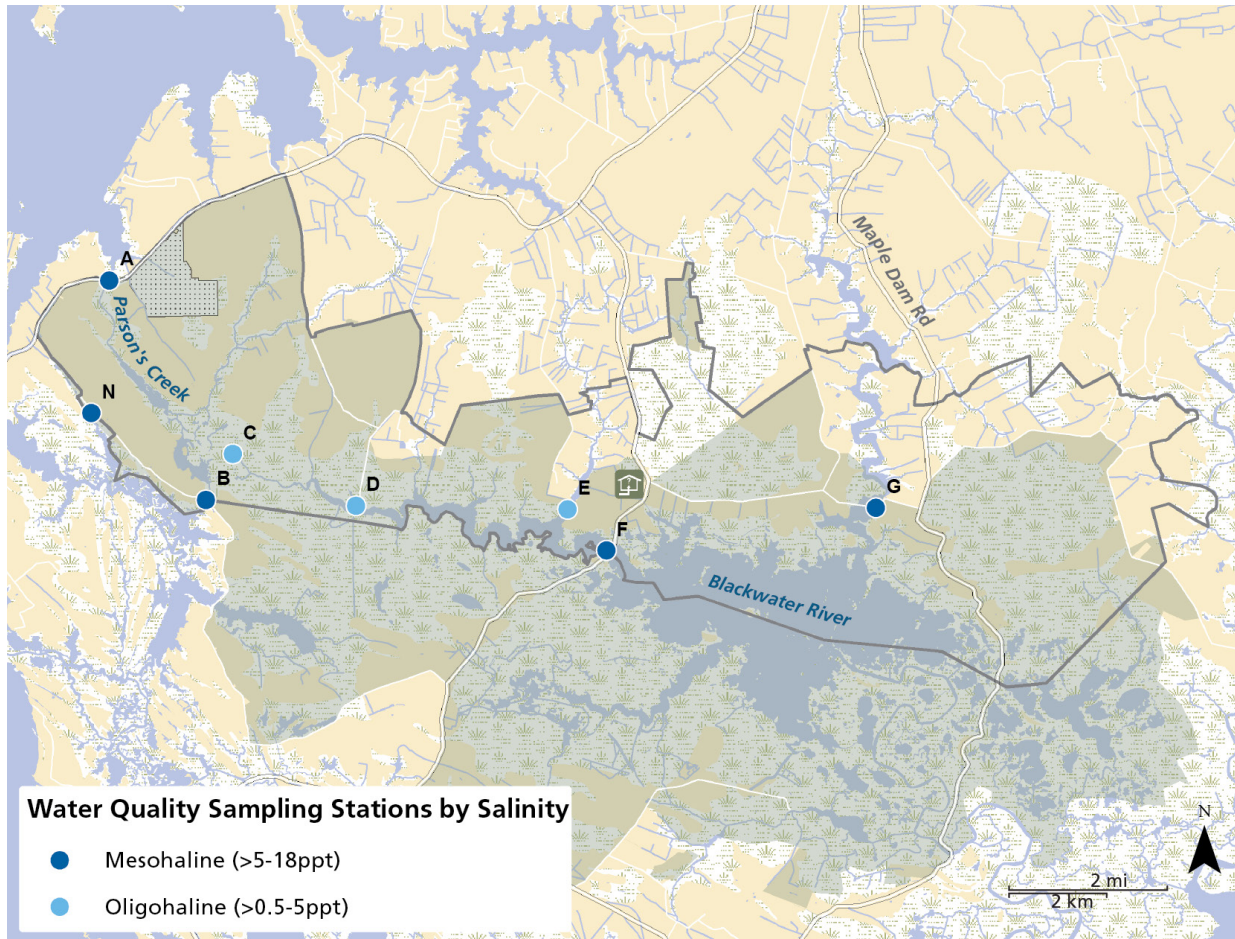 A
Parson's Creek
Maple Dam Rd
N
C
B
D
E
G
F
Blackwater River
Water Quality Sampling Stations by Salinity
Mesohaline (>5-18ppt)
Oligohaline (>0.5-5ppt)
N
2 mi
2 km